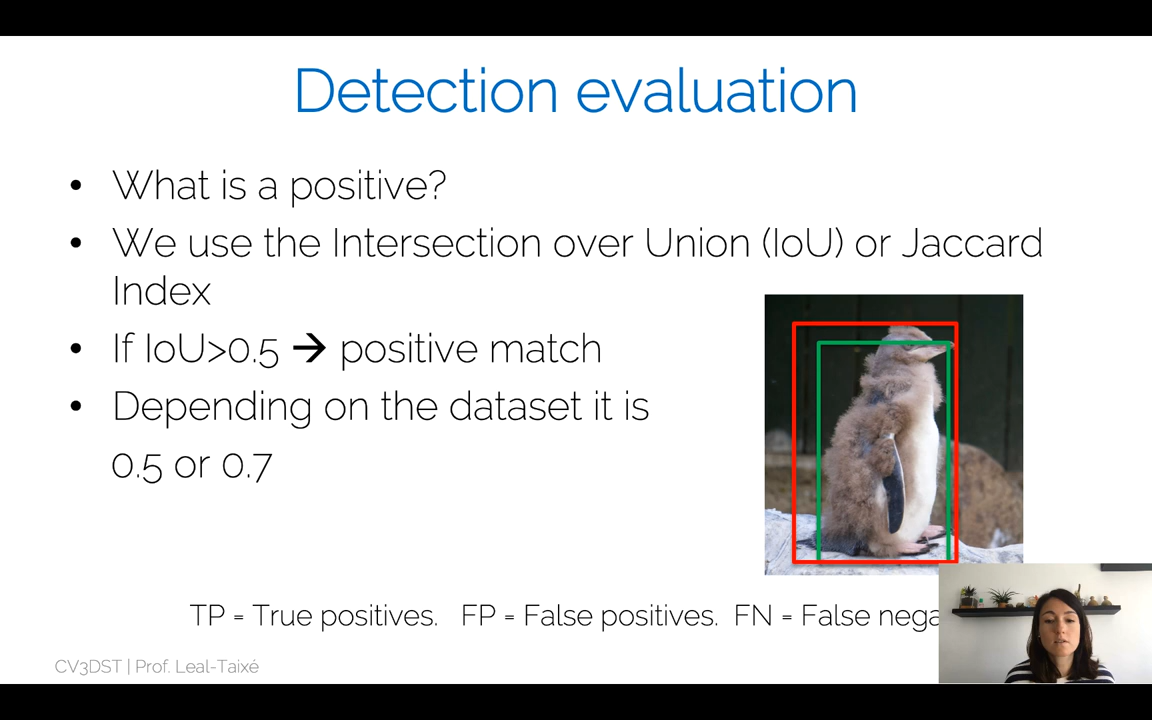 Detection evaluation
• What is a positive?
• We use the Intersection over Union (IoU) or Jaccard
Index
• If IoU>0.5 → positive match
• Depending on the dataset it is
0.5 or 0.7
TP = True positives. FP = False positives. FN = False nega
CV3DST | Prof. Leal-Taixé